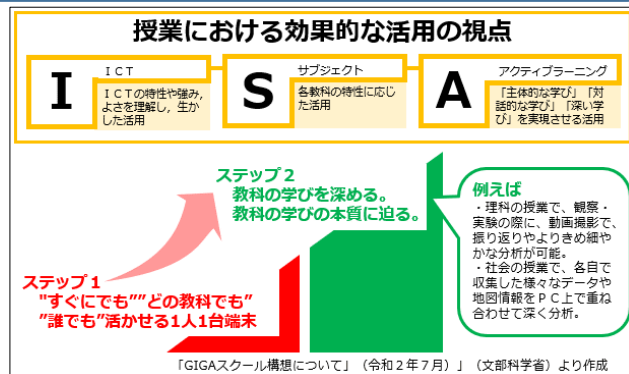 授業における効果的な活用の視点
I
ICT
ICTの特性や強み,
よさを理解し,生か
した活用
S
サブジェクト
各教科の特性に応じ
た活用
A
アクティブラーニング
「主体的な学び」「対
話的な学び」「深い学
び」を実現させる活用
ステップ2
教科の学びを深める。
教科の学びの本質に迫る。
例えば
・理科の授業で、観察・
実験の際に、動画撮影で、
振り返りやよりきめ細や
かな分析が可能。
・社会の授業で、各自で
収集した様々なデータや
地図情報をPC上で重ね
合わせて深く分析。
ステップ1
"すぐにでも""どの教科でも"
"誰でも"活かせる1人1台端末
「GIGAスクール構想について」(令和2年7月)」(文部科学省)より作成